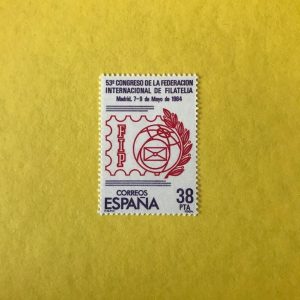 53º CONGRESO DE LA FEDERACION
INTERNACIONAL DE FILATELIA
Madrid, 7-9 de Mayo de 1984
FIP
CORREOS
ESPAÑA
38
PTA